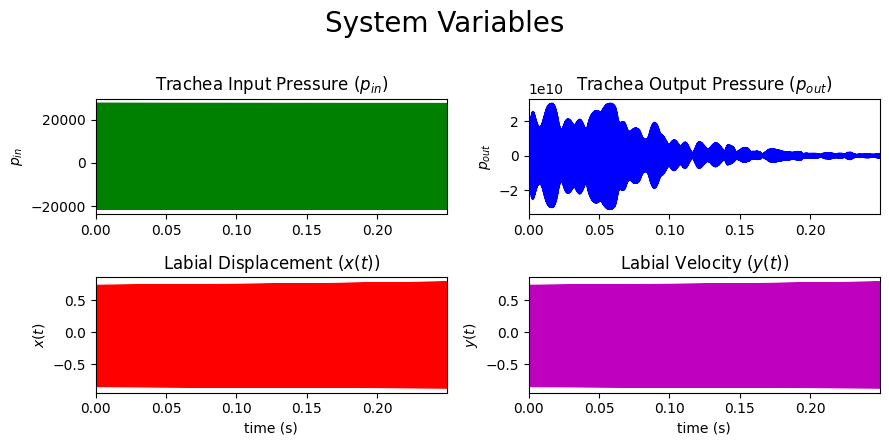 System Variables
Trachea Input Pressure (p_in)
Trachea Output Pressure (p_out)
1e10
p_in
20000
0
−20000
0.00 0.05 0.10 0.15 0.20
p_out
2
0
−2
0.00 0.05 0.10 0.15 0.20
Labial Displacement (x(t))
Labial Velocity (y(t))
x(t)
0.5
0.0
−0.5
0.00 0.05 0.10 0.15 0.20
time (s)
y(t)
0.5
0.0
−0.5
0.00 0.05 0.10 0.15 0.20
time (s)